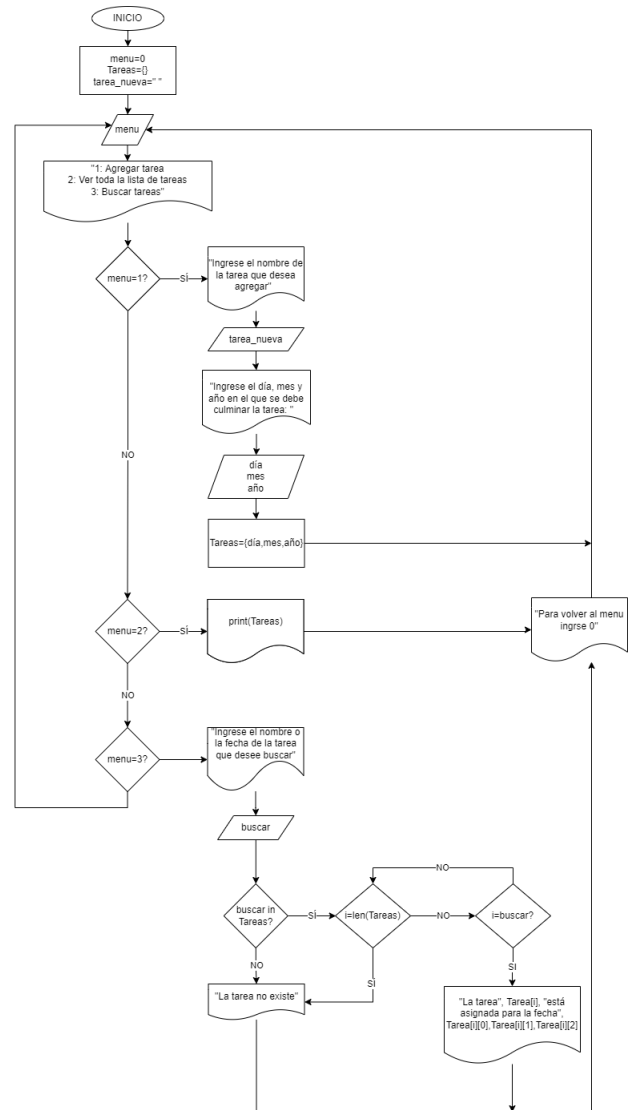 INICIO
menu=0
Tareas={}
tarea_nueva=" "
menu
"1: Agregar tarea
2: Ver toda la lista de tareas
3: Buscar tareas"
menu=1?
SÍ
"Ingrese el nombre de
la tarea que desea
agregar"
tarea_nueva
"Ingrese el día, mes y
año en el que se debe
culminar la tarea: "
NO
día
mes
año
Tareas={día,mes,año}
menu=2?
SÍ
print(Tareas)
"Para volver al menu
ingrse 0"
NO
menu=3?
"Ingrese el nombre o
la fecha de la tarea
que desee buscar"
buscar
buscar in
Tareas?
SÍ
i=len(Tareas)
NO
NO
i=buscar?
NO
SÍ
SI
"La tarea no existe"
"La tarea", Tarea[i], "está
asignada para la fecha",
Tarea[i][0],Tarea[i][1],Tarea[i][2]